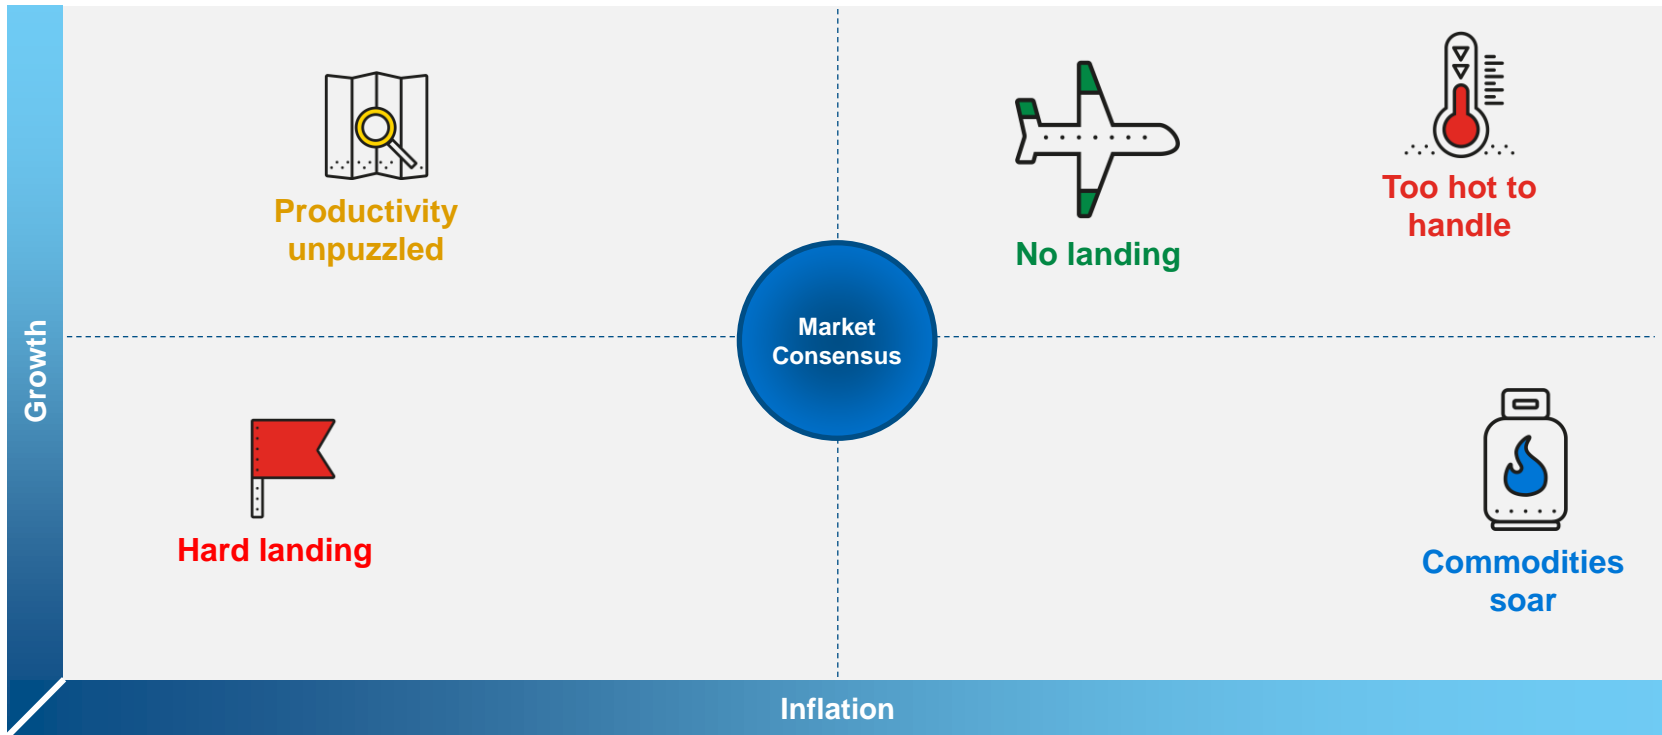 Growth
Productivity
unpuzzled
No landing
Too hot to
handle
Market
Consensus
Hard landing
Commodities
soar
Inflation